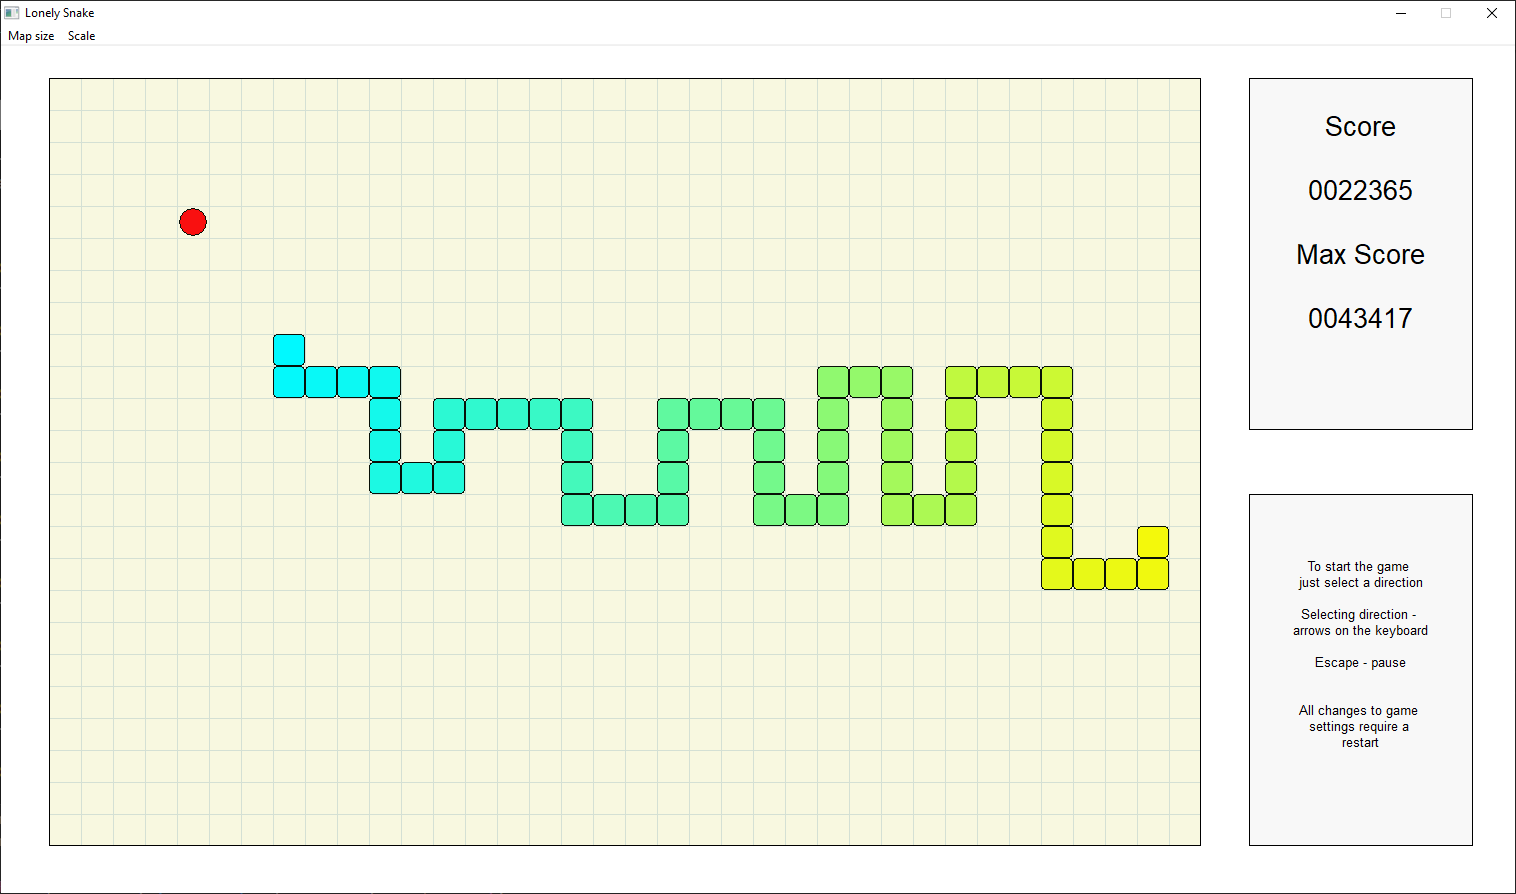 Lonely Snake
Map size Scale
Score
0022365
Max Score
0043417
To start the game
just select a direction
Selecting direction -
arrows on the keyboard
Escape - pause
All changes to game
settings require a
restart